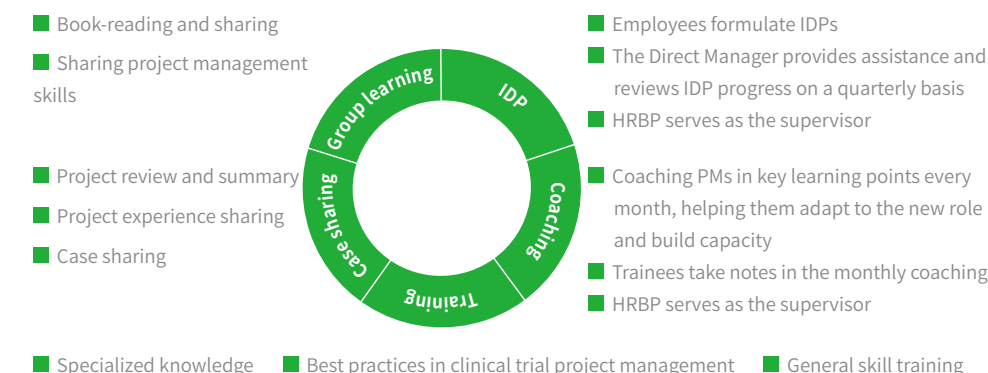 Book-reading and sharing
Sharing project management
skills
Group learning
IDP
Employees formulate IDPs
The Direct Manager provides assistance and
reviews IDP progress on a quarterly basis
HRBP serves as the supervisor
Project review and summary
Project experience sharing
Case sharing
Case sharing
Coaching
Coaching PMs in key learning points every
month, helping them adapt to the new role
and build capacity
Trainees take notes in the monthly coaching
HRBP serves as the supervisor
Training
Specialized knowledge
Best practices in clinical trial project management
General skill training